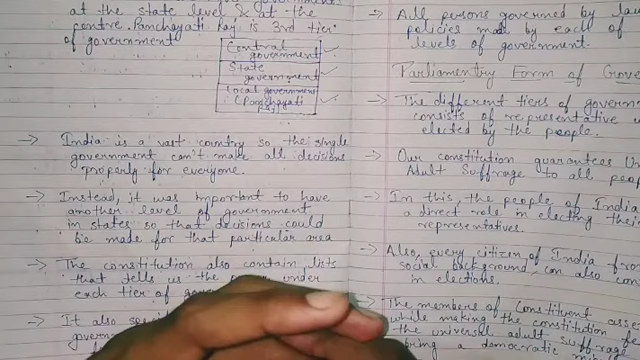 at the state level & at the
centre. Panchayati Raj is 3rd tier
of government
Central
government
State
government
Local government
(Panchayati
Raj)
→ India is a vast country so the single
government can't make all decisions
properly for everyone.
→ Instead, it was important to have
another level of government
in states so that decisions could
be made for that particular area
→ The constitution also contain lists
that tells us the under
each tier of
→ It also
→ All persons governed by
policies made by each of
levels of government.
Parliamentry Form of
→ The different tiers of
consists of representative
elected by the people.
→ Our constitution guarantees
Adult Suffrage to all
→ In this, the people of India
a direct role in electing
representatives.
→ Also, every citizen of India
social background, can also
in elections.
→ The members of Constituent
while making the constitution
the universal adult
bring a democratic